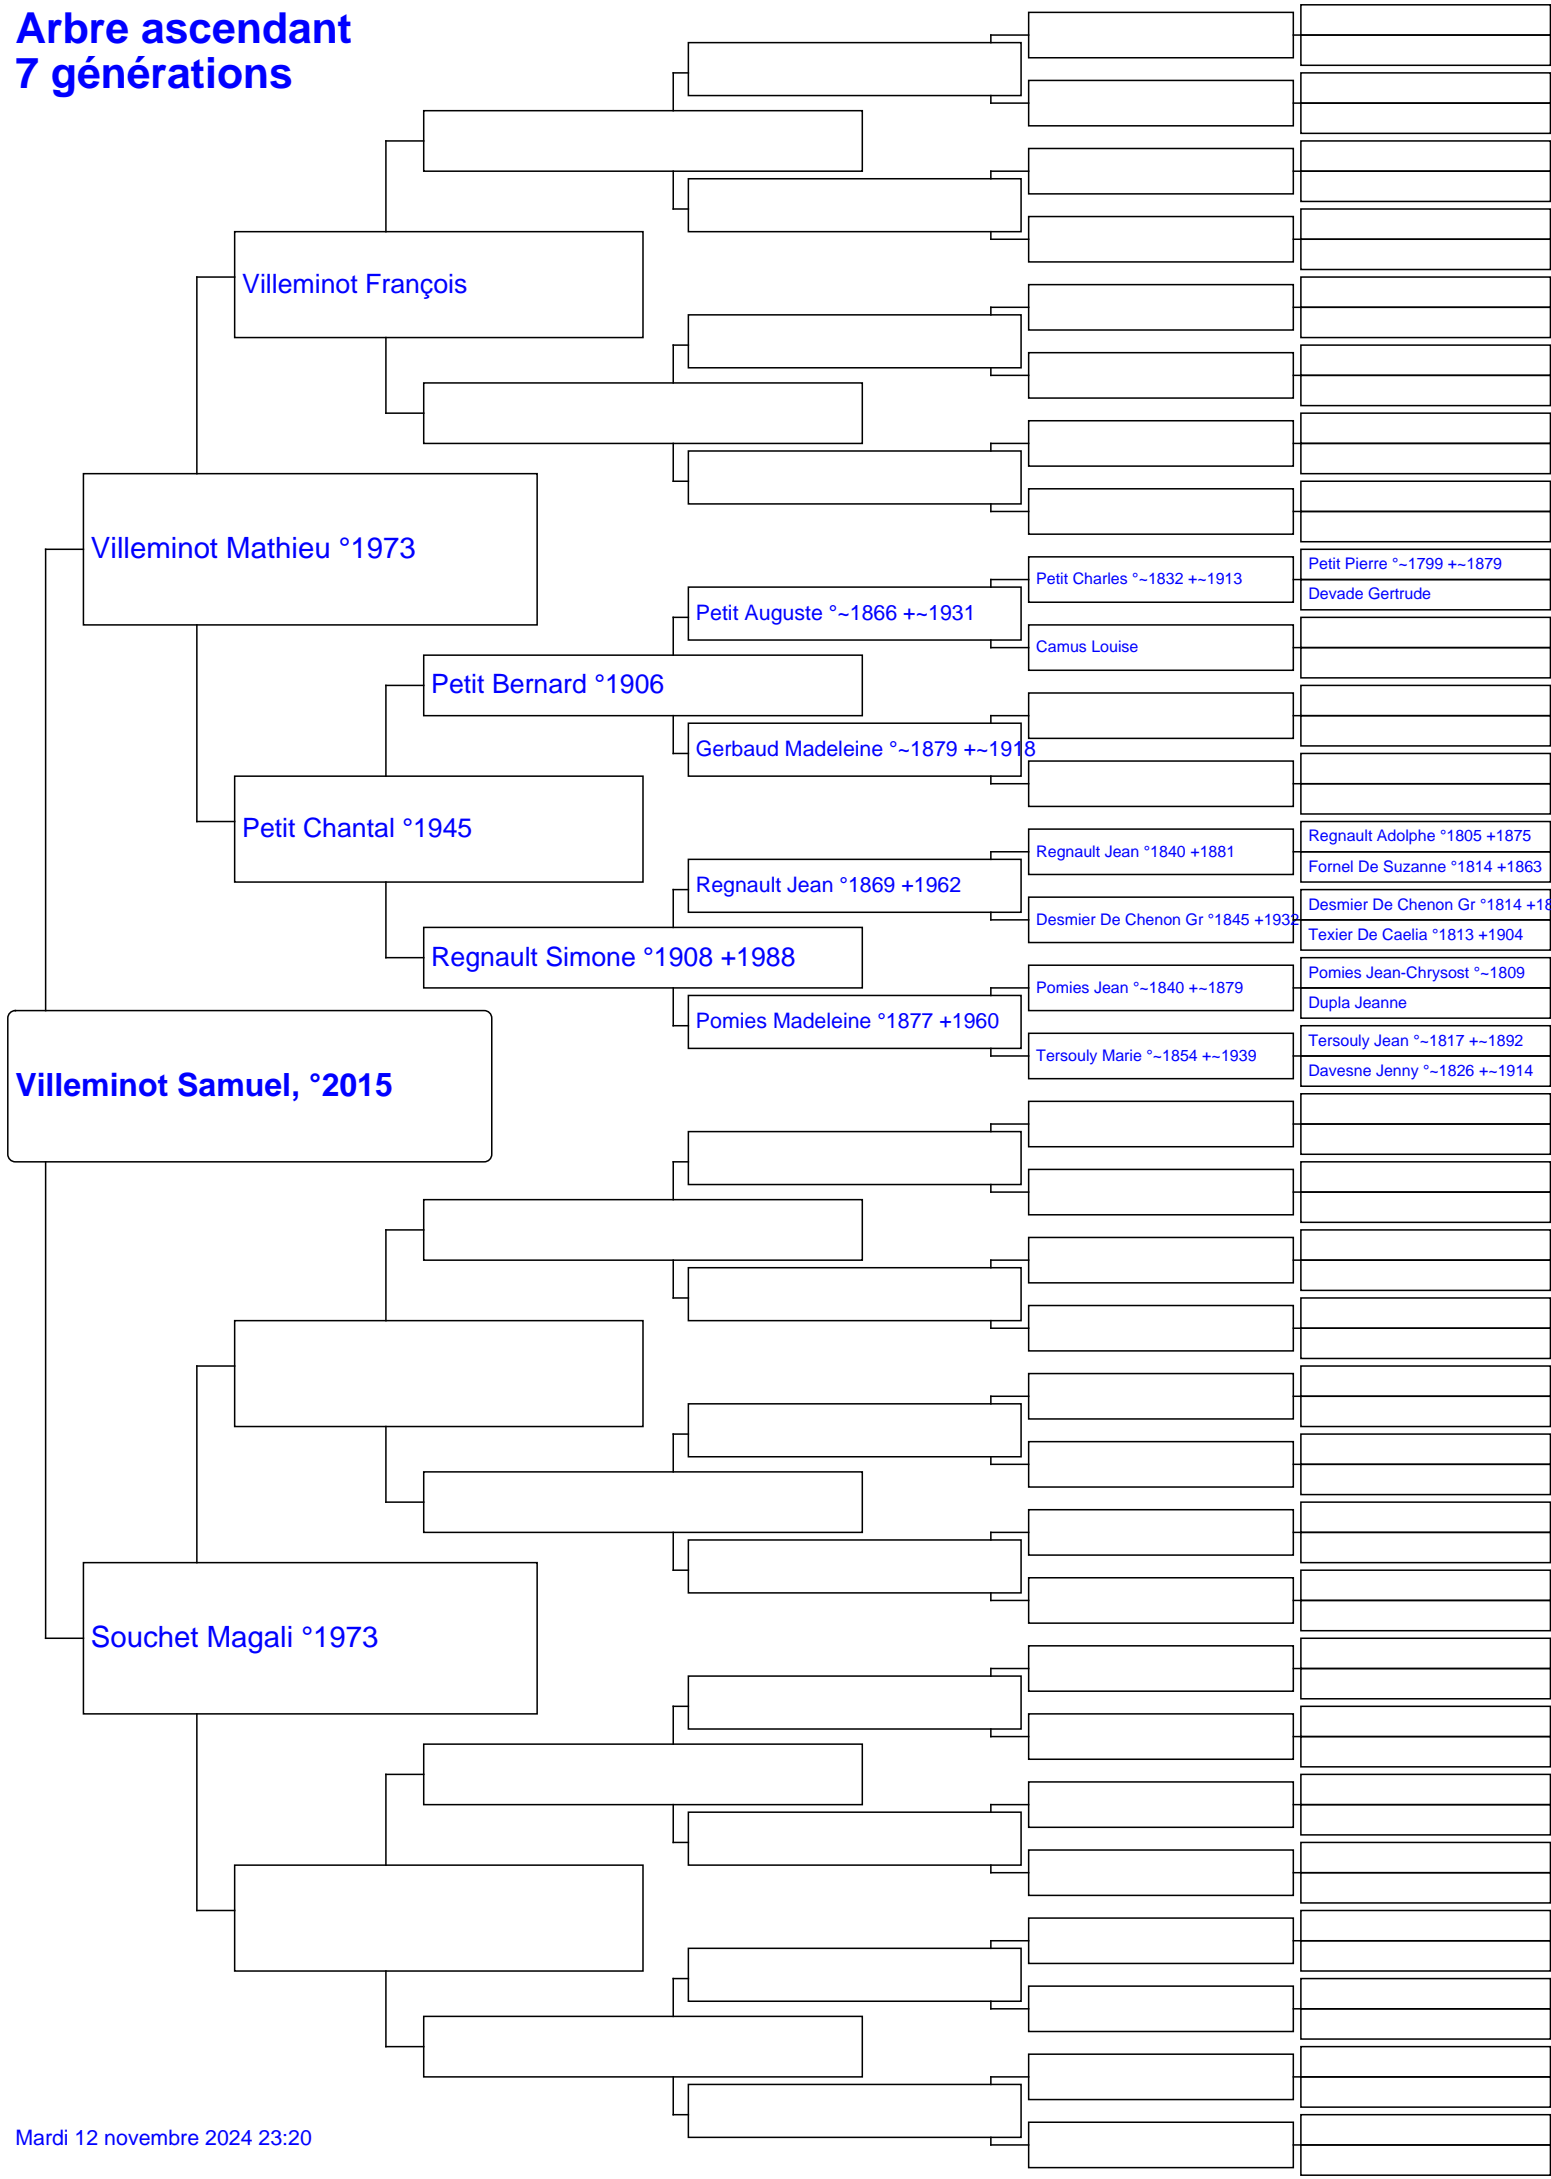 Arbre ascendant
7 générations
Villeminot François
Villeminot Mathieu °1973
Petit Pierre °~1799 +~1879
Petit Charles °~1832 +~1913
Devade Gertrude
Petit Auguste °~1866 +~1931
Camus Louise
Petit Bernard °1906
Gerbaud Madeleine °~1879 +~1918
Petit Chantal °1945
Regnault Adolphe °1805 +1875
Regnault Jean °1840 +1881
Fornel De Suzanne °1814 +1863
Regnault Jean °1869 +1962
Desmier De Chenon Gr °1814 +18
Desmier De Chenon Gr °1845 +1932
Texier De Caelia °1813 +1904
Regnault Simone °1908 +1988
Pomies Jean-Chrysost °~1809
Pomies Jean °~1840 +~1879
Dupla Jeanne
Pomies Madeleine °1877 +1960
Tersouly Jean °~1817 +~1892
Tersouly Marie °~1854 +~1939
Davesne Jenny °~1826 +~1914
Villeminot Samuel, °2015
Souchet Magali °1973
Mardi 12 novembre 2024 23:20